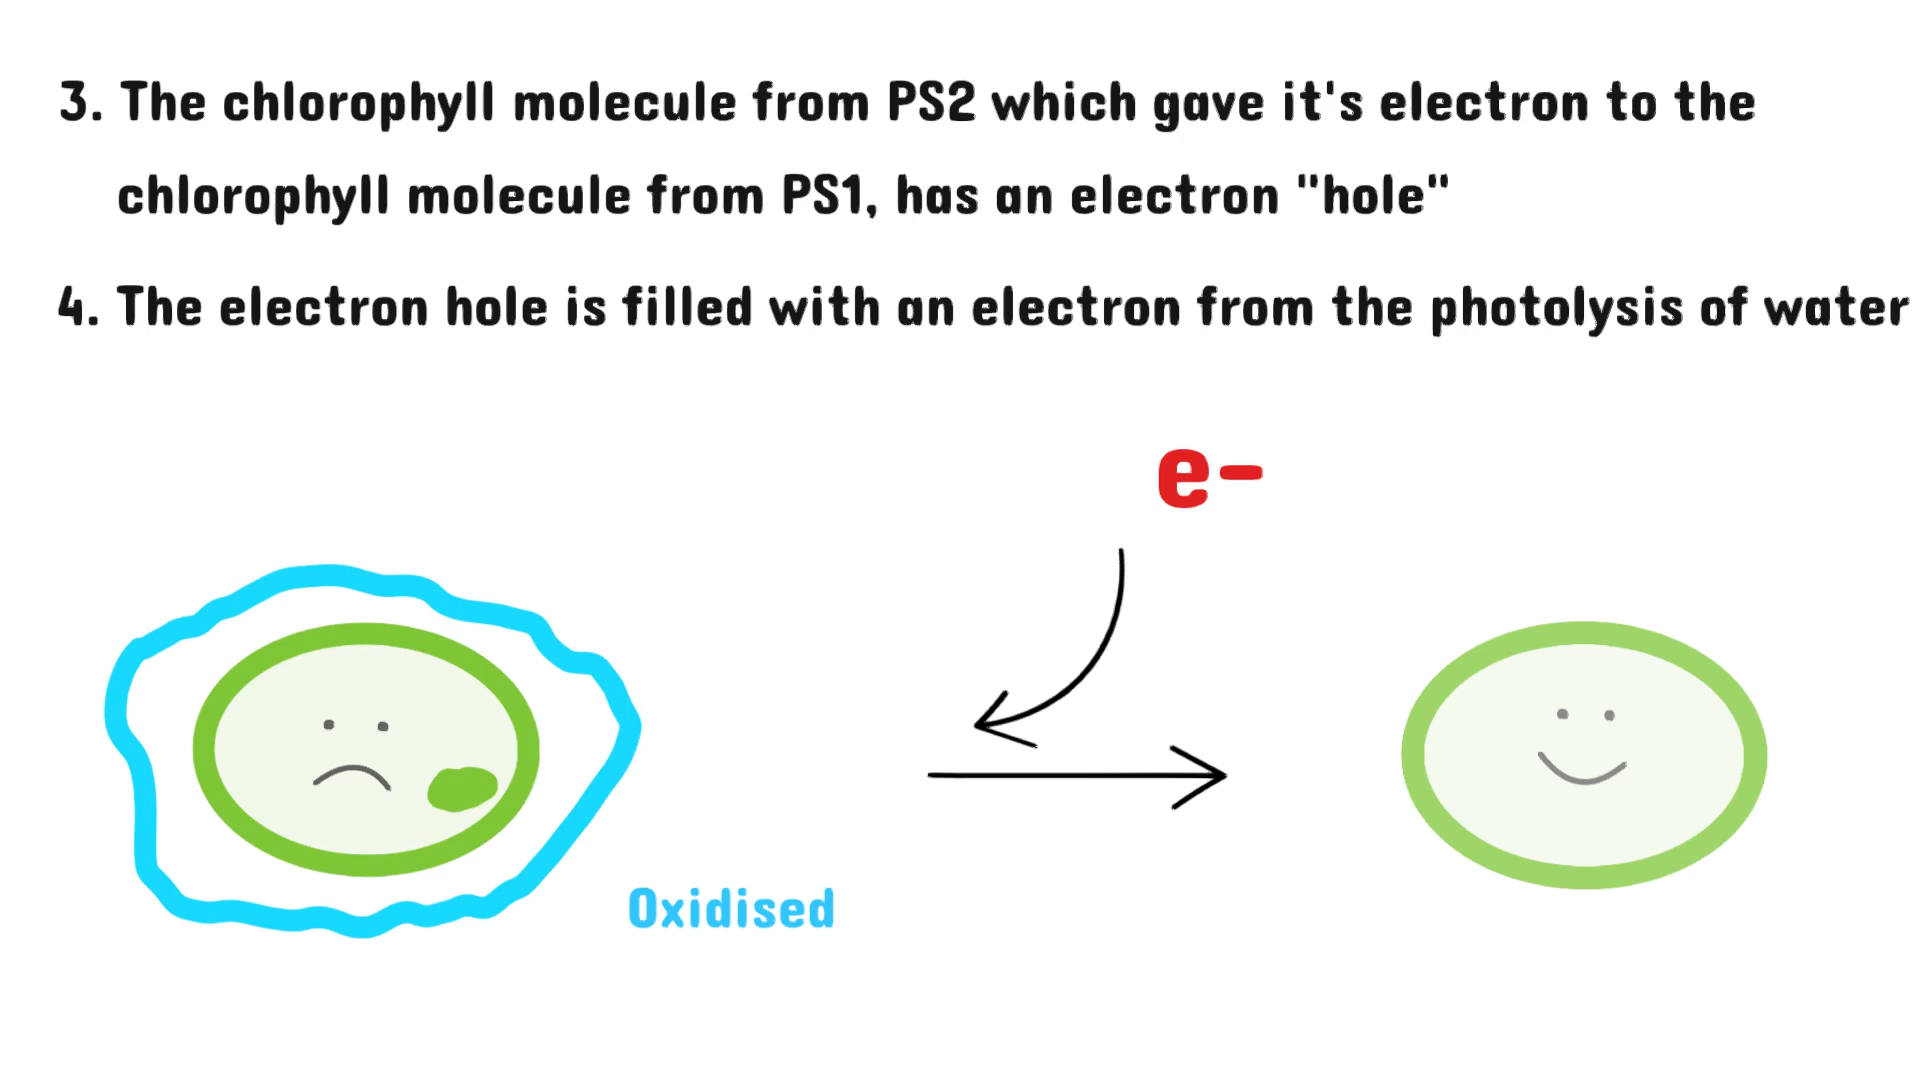 3. The chlorophyll molecule from PS2 which gave it's electron to the
chlorophyll molecule from PS1, has an electron "hole"
4. The electron hole is filled with an electron from the photolysis of water
e-
Oxidised